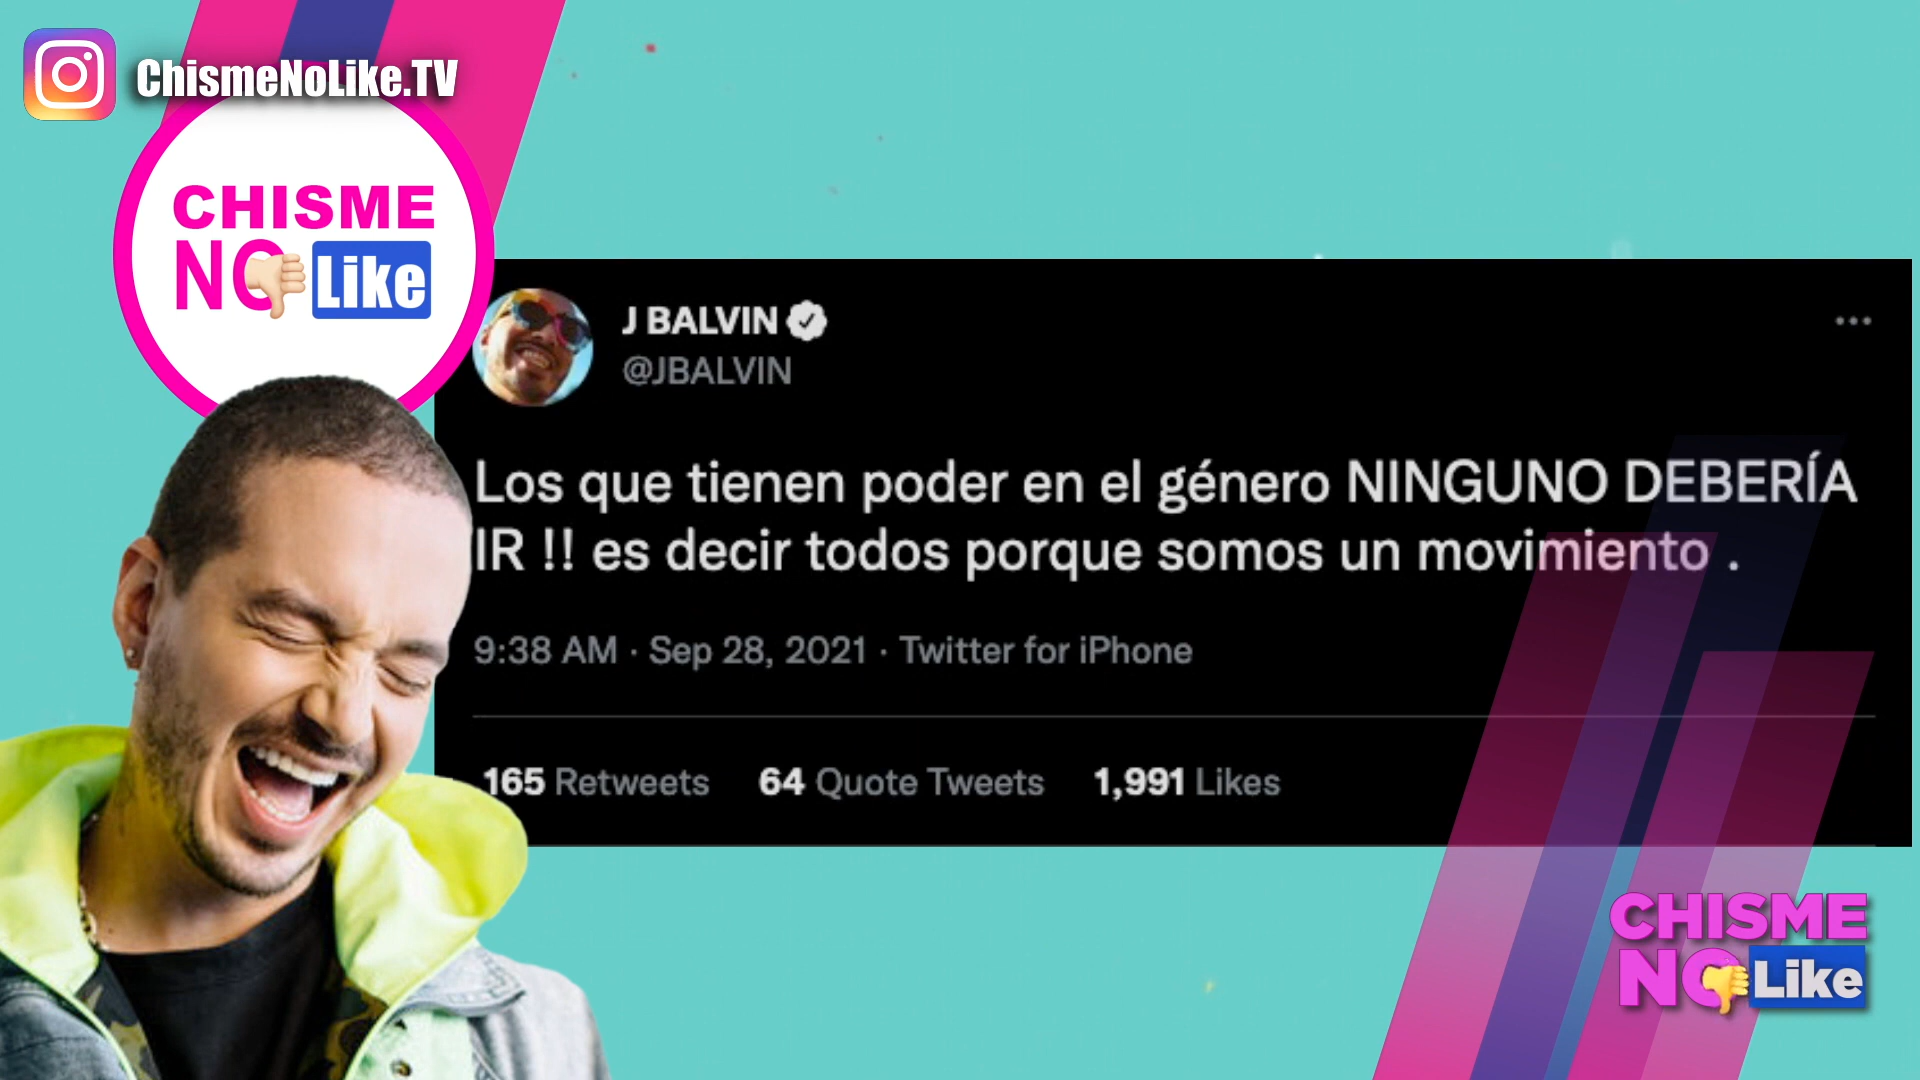 ChismeNoLike.TV
CHISME
NO Like
J BALVIN
@JBALVIN
Los que tienen poder en el género NINGUNO DEBERÍA
IR !! es decir todos porque somos un movimiento .
9:38 AM · Sep 28, 2021 · Twitter for iPhone
165 Retweets 64 Quote Tweets 1,991 Likes
CHISME
NO Like